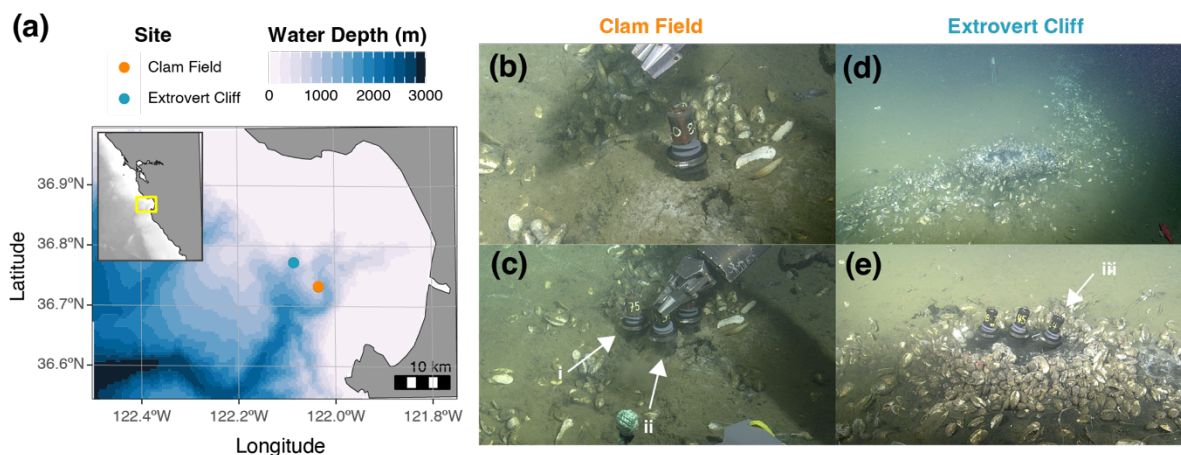 (a)
Site
Clam Field
Extrovert Cliff
Water Depth (m)
0 1000 2000 3000
36.9ºN
36.8ºN
36.7ºN
36.6ºN
Latitude
10 km
122.4ºW 122.2ºW 122.0ºW 121.8ºW
Longitude
Clam Field
(b)
(c)
75
i
ii
Extrovert Cliff
(d)
(e)
iii